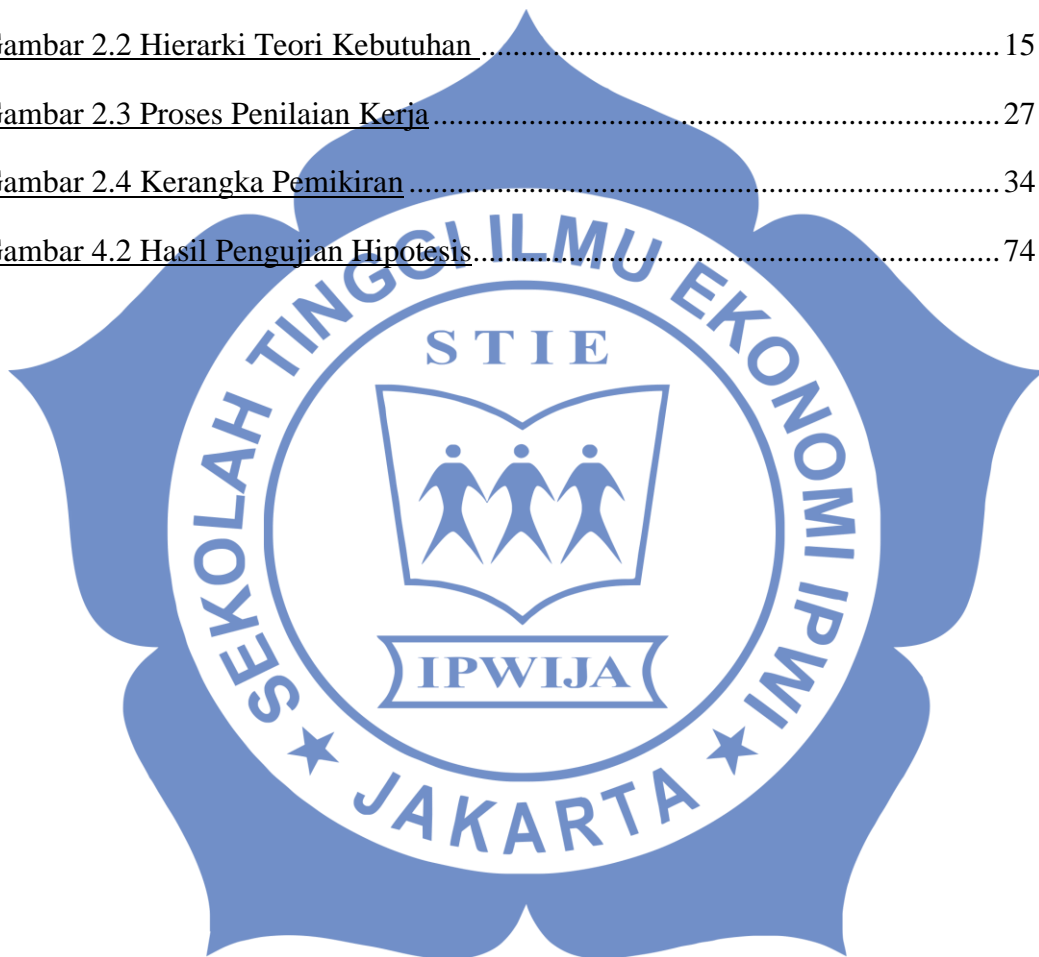 Gambar 2.2 Hierarki Teori Kebutuhan ................................................................................ 15
Gambar 2.3 Proses Penilaian Kerja ........................................................................................ 27
Gambar 2.4 Kerangka Pemikiran ............................................................................................ 34
Gambar 4.2 Hasil Pengujian Hipotesis .................................................................................. 74
SEKOLAH TINGGI ILMU EKONOMI IPWI
STIE
IPWIJA
★ JAKARTA ★